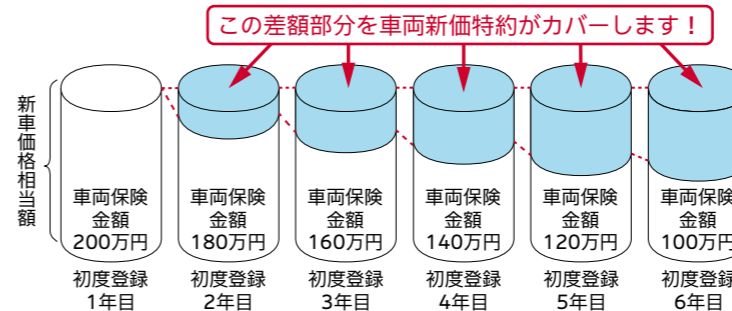 この差額部分を車両新価特約がカバーします！
新車価格相当額
車両保険
金額
200万円
車両保険
金額
180万円
車両保険
金額
160万円
車両保険
金額
140万円
車両保険
金額
120万円
車両保険
金額
100万円
初度登録
1年目
初度登録
2年目
初度登録
3年目
初度登録
4年目
初度登録
5年目
初度登録
6年目